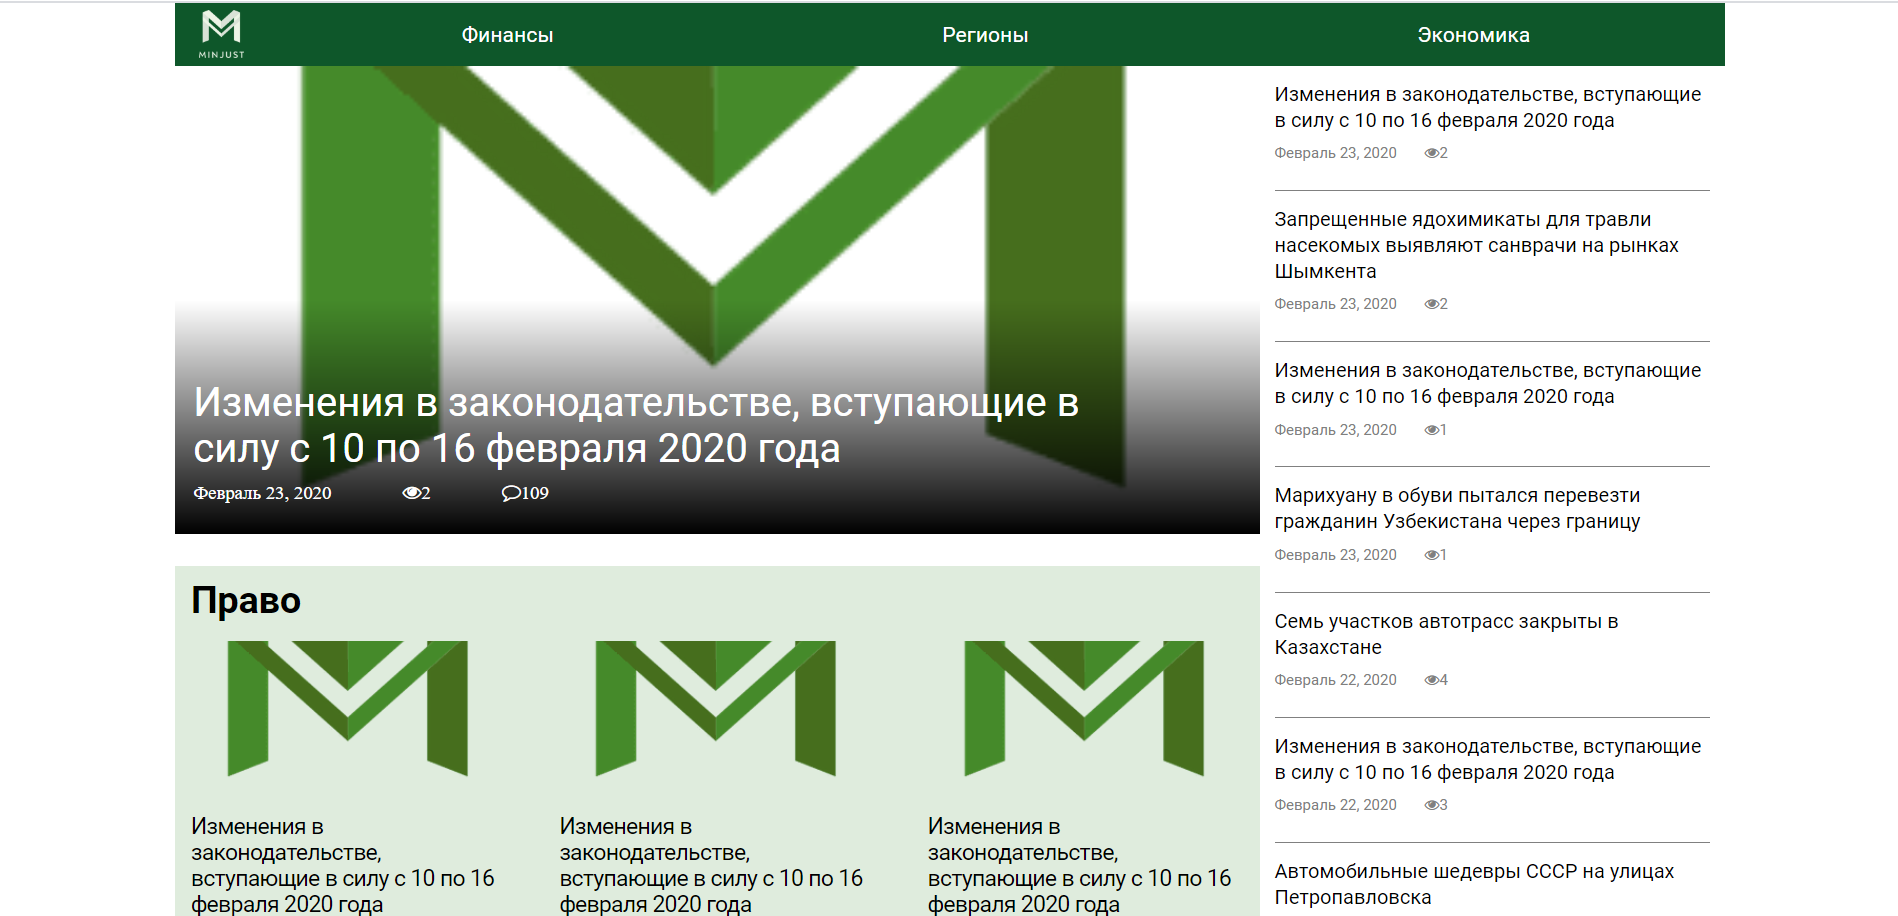 MINJUST
Финансы
Регионы
Экономика
Изменения в законодательстве, вступающие в
силу с 10 по 16 февраля 2020 года
Февраль 23, 2020
2
109
Право
Изменения в
законодательстве,
вступающие в силу с 10 по 16
февраля 2020 года
Изменения в
законодательстве,
вступающие в силу с 10 по 16
февраля 2020 года
Изменения в
законодательстве,
вступающие в силу с 10 по 16
февраля 2020 года
Изменения в законодательстве, вступающие
в силу с 10 по 16 февраля 2020 года
Февраль 23, 2020
2
Запрещенные ядохимикаты для травли
насекомых выявляют санврачи на рынках
Шымкента
Февраль 23, 2020
2
Изменения в законодательстве, вступающие
в силу с 10 по 16 февраля 2020 года
Февраль 23, 2020
1
Марихуану в обуви пытался перевезти
гражданин Узбекистана через границу
Февраль 23, 2020
1
Семь участков автотрасс закрыты в
Казахстане
Февраль 22, 2020
4
Изменения в законодательстве, вступающие
в силу с 10 по 16 февраля 2020 года
Февраль 22, 2020
3
Автомобильные шедевры СССР на улицах
Петропавловска